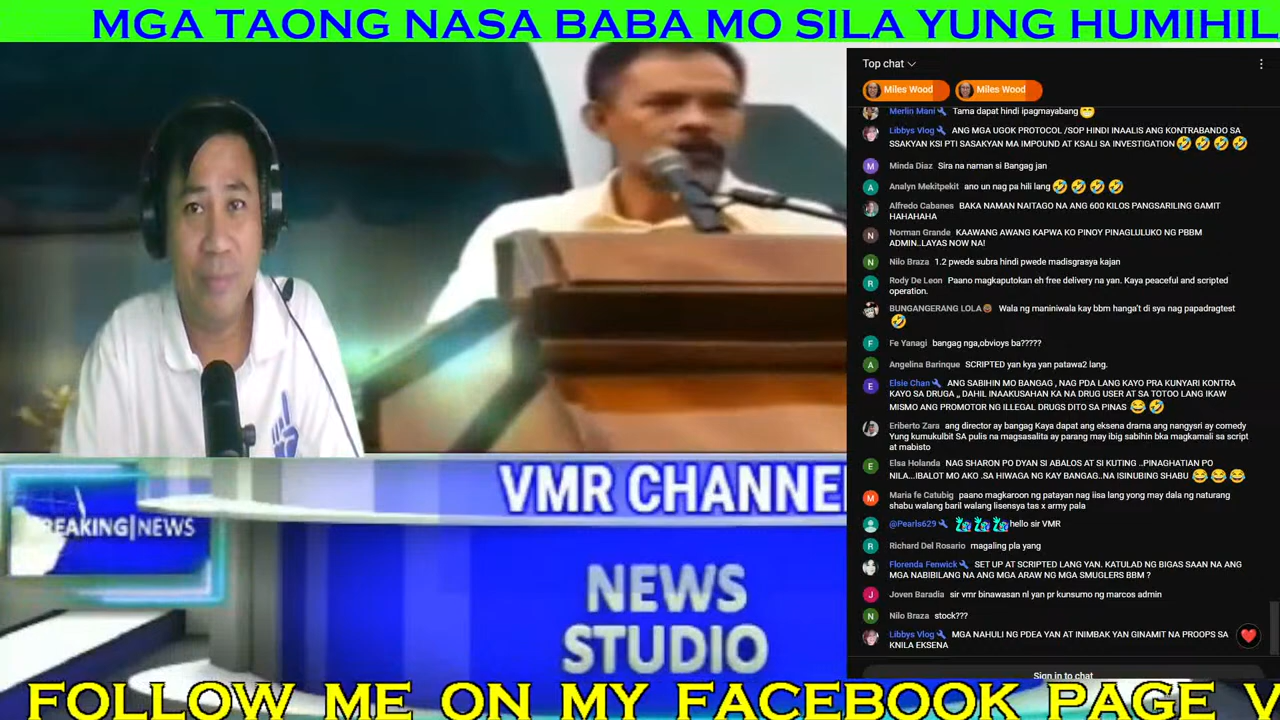 MGA TAONG NASA BABA MO SILA YUNG HUMIHIL
Top chat
Miles Wood
Miles Wood
Merlin Mani Tama dapat hindi ipagmayabang 😁
Libbys Vlog ANG MGA UGOK PROTOCOL /SOP HINDI INAALIS ANG KONTRABANDO SA
SSAKYAN KSI PTI SASAKYAN MA IMPOUND AT KSALI SA INVESTIGATION 🤣 🤣 🤣 🤣
M
Minda Diaz Sira na naman si Bangag jan
A
Analyn Mekitpekit ano un nag pa hili lang 🤣 🤣 🤣 🤣
Alfredo Cabanes BAKA NAMAN NAITAGO NA ANG 600 KILOS PANGSARILING GAMIT
HAHAHAHA
N
Norman Grande KAAWANG AWANG KAPWA KO PINOY PINAGLULUKO NG PBBM
ADMIN..LAYAS NOW NA!
N
Nilo Braza 1.2 pwede subra hindi pwede madisgrasya kajan
R
Rody De Leon Paano magkaputokan eh free delivery na yan. Kaya peaceful and scripted
operation.
BUNGANGERANG LOLA Wala ng maniniwala kay bbm hanga't di sya nag papadragtest
🤣
F
Fe Yanagi bangag nga,obvioys ba?????
A
Angelina Barinque SCRIPTED yan kya yan patawa2 lang.
E
Elsie Chan ANG SABIHIN MO BANGAG , NAG PDA LANG KAYO PRA KUNYARI KONTRA
KAYO SA DRUGA ,, DAHIL INAAKUSAHAN KA NA DRUG USER AT SA TOTOO LANG IKAW
MISMO ANG PROMOTOR NG ILLEGAL DRUGS DITO SA PINAS 😂 🤣
Eriberto Zara ang director ay bangag Kaya dapat ang eksena drama ang nangysri ay comedy
Yung kumukulbit SA pulis na magsasalita ay parang may ibig sabihin bka magkamali sa script
at mabisto
E
Elsa Holanda NAG SHARON PO DYAN SI ABALOS AT SI KUTING ..PINAGHATIAN PO
NILA...IBALOT MO AKO .SA HIWAGA NG KAY BANGAG..NA ISINUBING SHABU 😂 😂 😂
M
Maria fe Catubig paano magkaroon ng patayan nag iisa lang yong may dala ng naturang
shabu walang baril walang lisensya tas x army pala
@Pearls629 hello sir VMR
R
Richard Del Rosario magaling pla yang
Florenda Fenwick SET UP AT SCRIPTED LANG YAN. KATULAD NG BIGAS SAAN NA ANG
MGA NABIBILANG NA ANG MGA ARAW NG MGA SMUGLERS BBM ?
J
Joven Baradia sir vmr binawasan nl yan pr kunsumo ng marcos admin
N
Nilo Braza stock???
Libbys Vlog MGA NAHULI NG PDEA YAN AT INIMBAK YAN GINAMIT NA PROOPS SA
KNILA EKSENA
Sign in to chat
VMR CHANNE
REAKING|NEWS
NEWS
STUDIO
FOLLOW ME ON MY FACEBOOK PAGE V